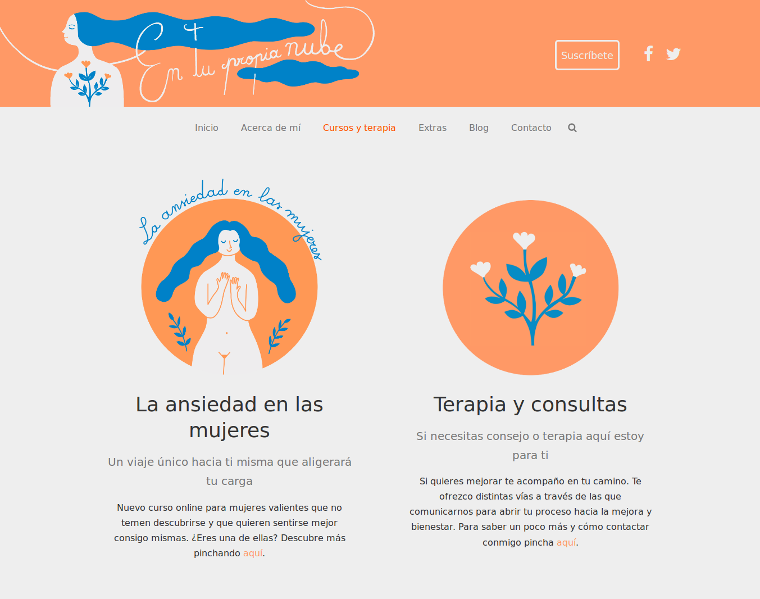 En tu propia nube
Suscríbete
Inicio Acerca de mí Cursos y terapia Extras Blog Contacto
La ansiedad en las mujeres
La ansiedad en las
mujeres
Un viaje único hacia ti misma que aligerará
tu carga
Nuevo curso online para mujeres valientes que no
temen descubrirse y que quieren sentirse mejor
consigo mismas. ¿Eres una de ellas? Descubre más
pinchando aquí.
Terapia y consultas
Si necesitas consejo o terapia aquí estoy
para ti
Si quieres mejorar te acompaño en tu camino. Te
ofrezco distintas vías a través de las que
comunicarnos para abrir tu proceso hacia la mejora y
bienestar. Para saber un poco más y cómo contactar
conmigo pincha aquí.